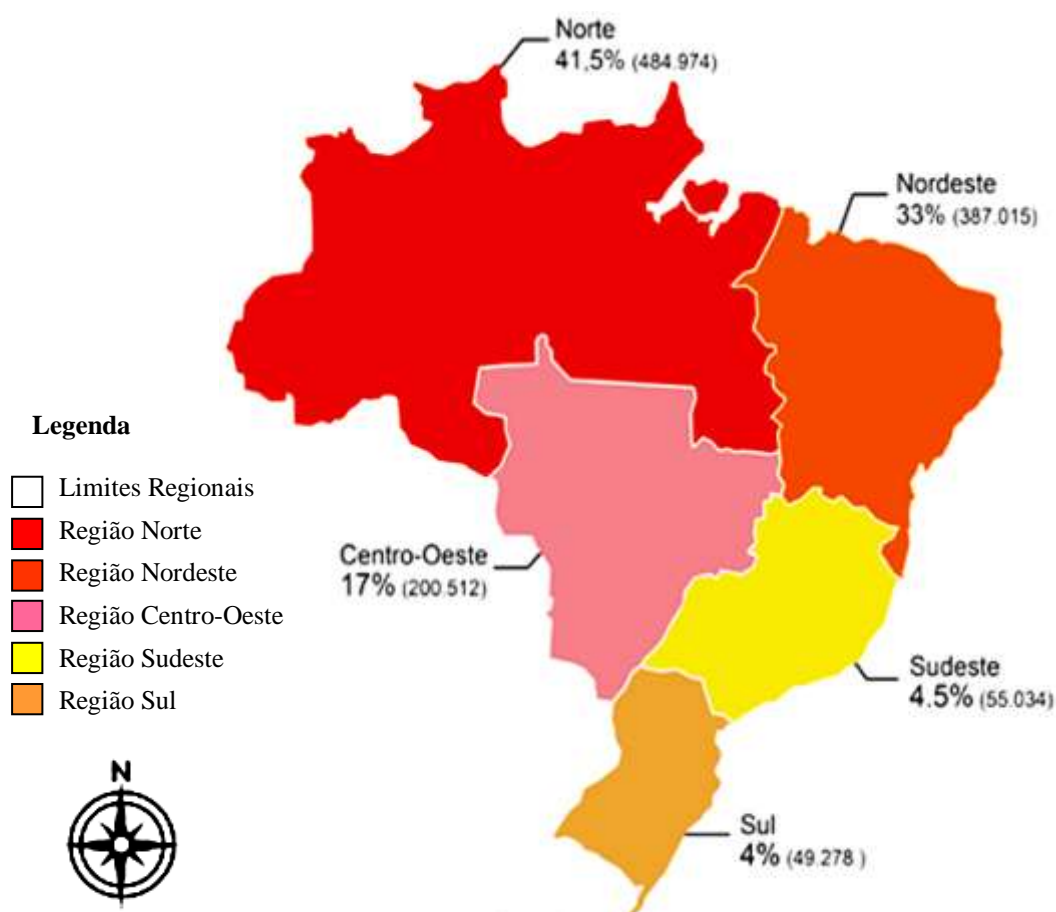 Norte
41,5% (484.974)
Nordeste
33% (387.015)
Legenda
Limites Regionais
Região Norte
Região Nordeste
Região Centro-Oeste
Região Sudeste
Região Sul
Centro-Oeste
17% (200.512)
Sudeste
4.5% (55.034)
N
Sul
4% (49.278 )